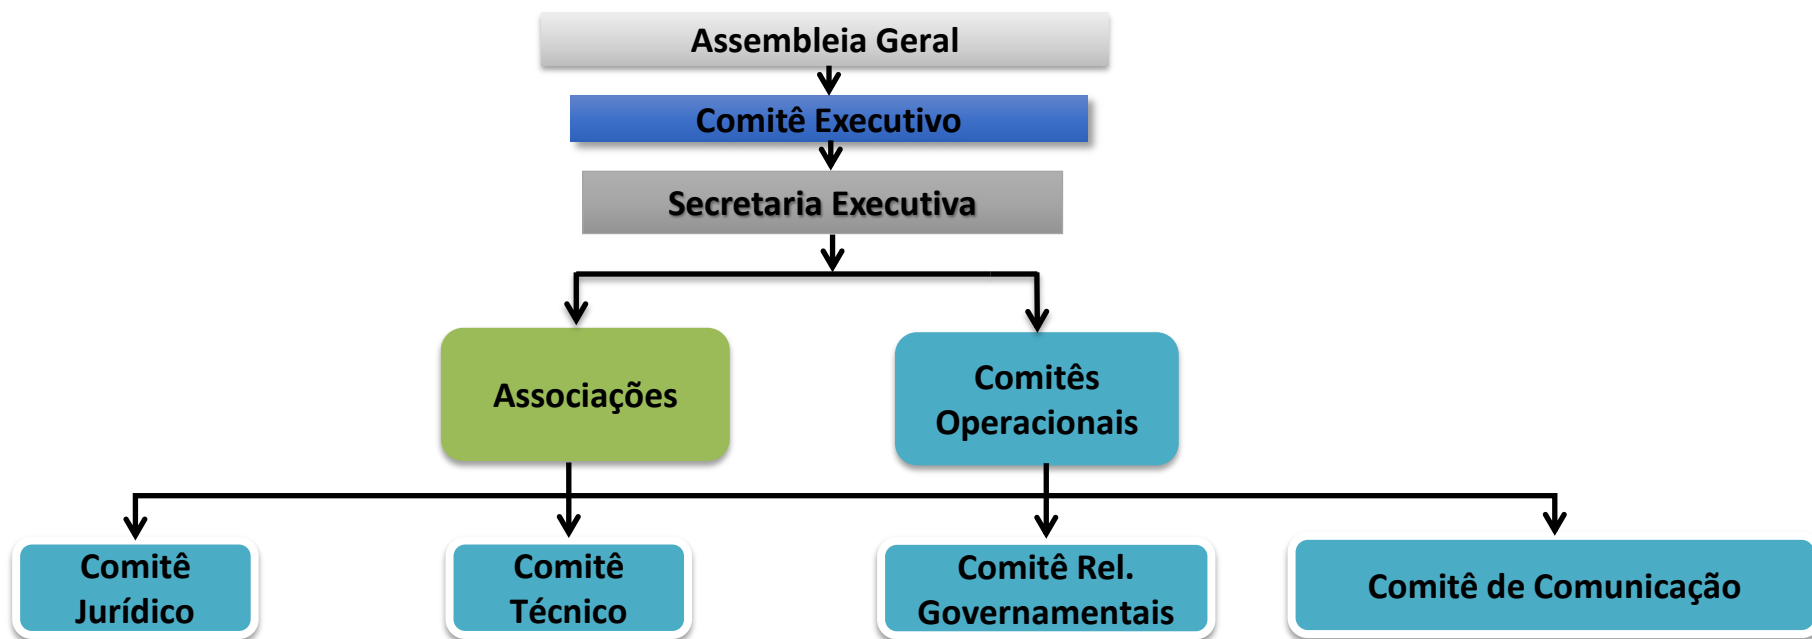 Assembleia Geral
Comitê Executivo
Secretaria Executiva
Associações
Comitês
Operacionais
Comitê
Jurídico
Comitê
Técnico
Comitê Rel.
Governamentais
Comitê de Comunicação